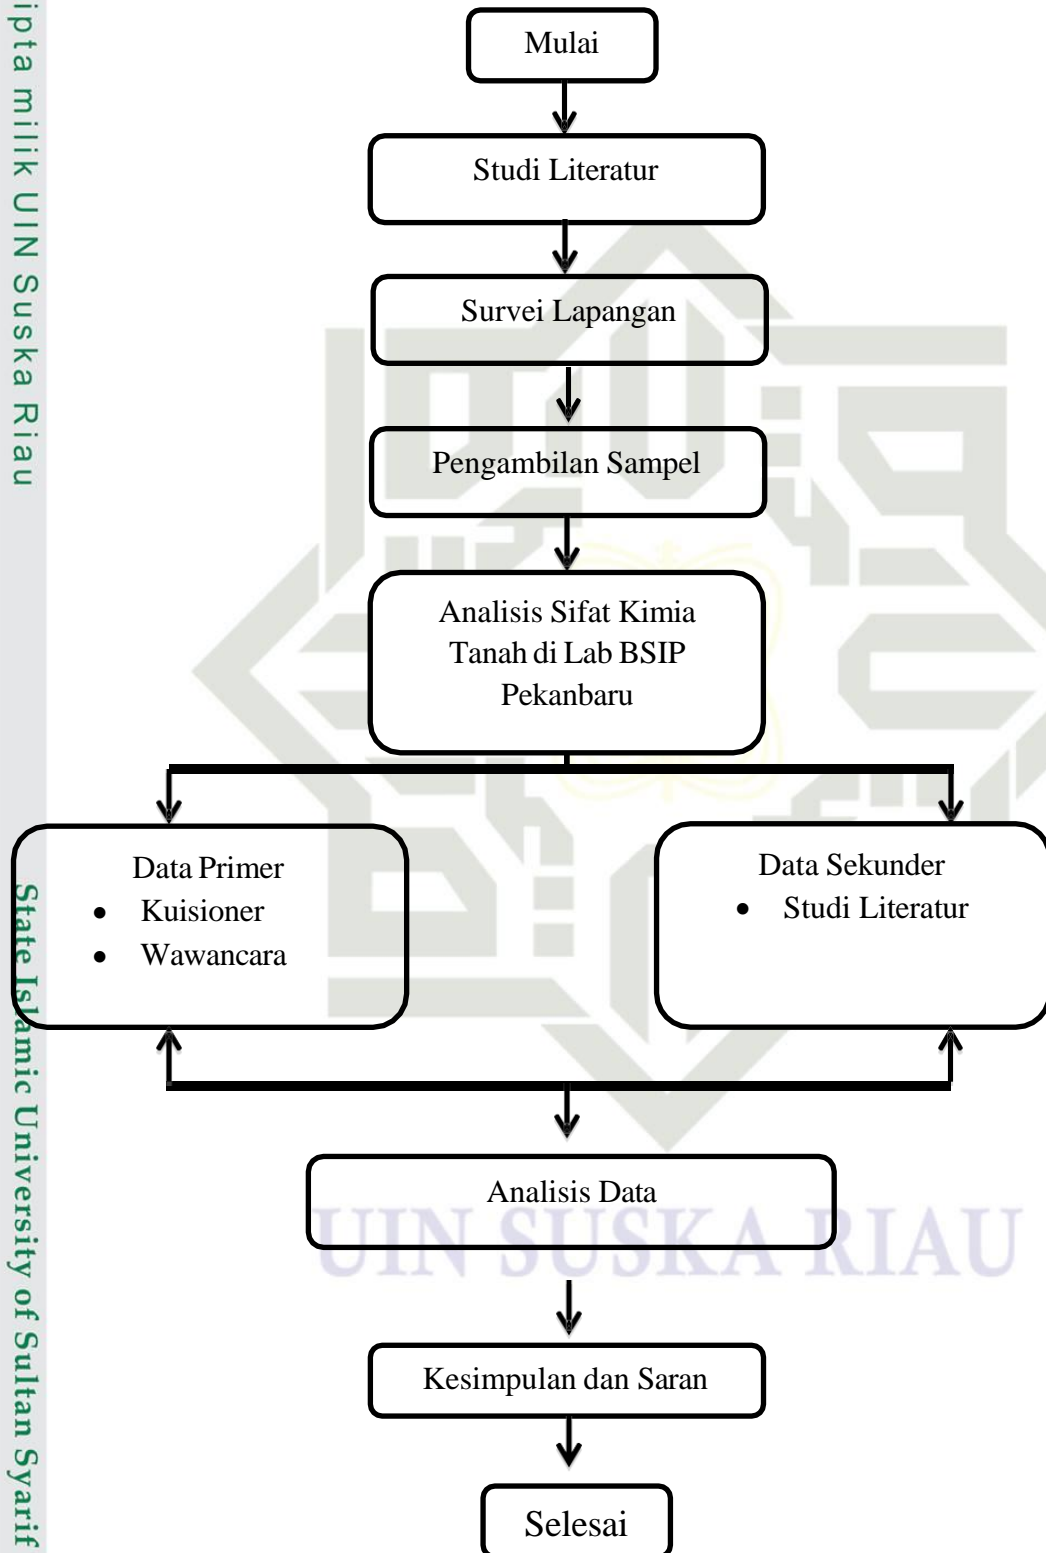 Mulai
Studi Literatur
Survei Lapangan
Pengambilan Sampel
Analisis Sifat Kimia
Tanah di Lab BSIP
Pekanbaru
Data Primer
• Kuisioner
• Wawancara
Data Sekunder
• Studi Literatur
Analisis Data
Kesimpulan dan Saran
Selesai
UIN SUSKA RIAU
ipta milik UIN Suska Riau
State Islamic University of Sultan Syarif